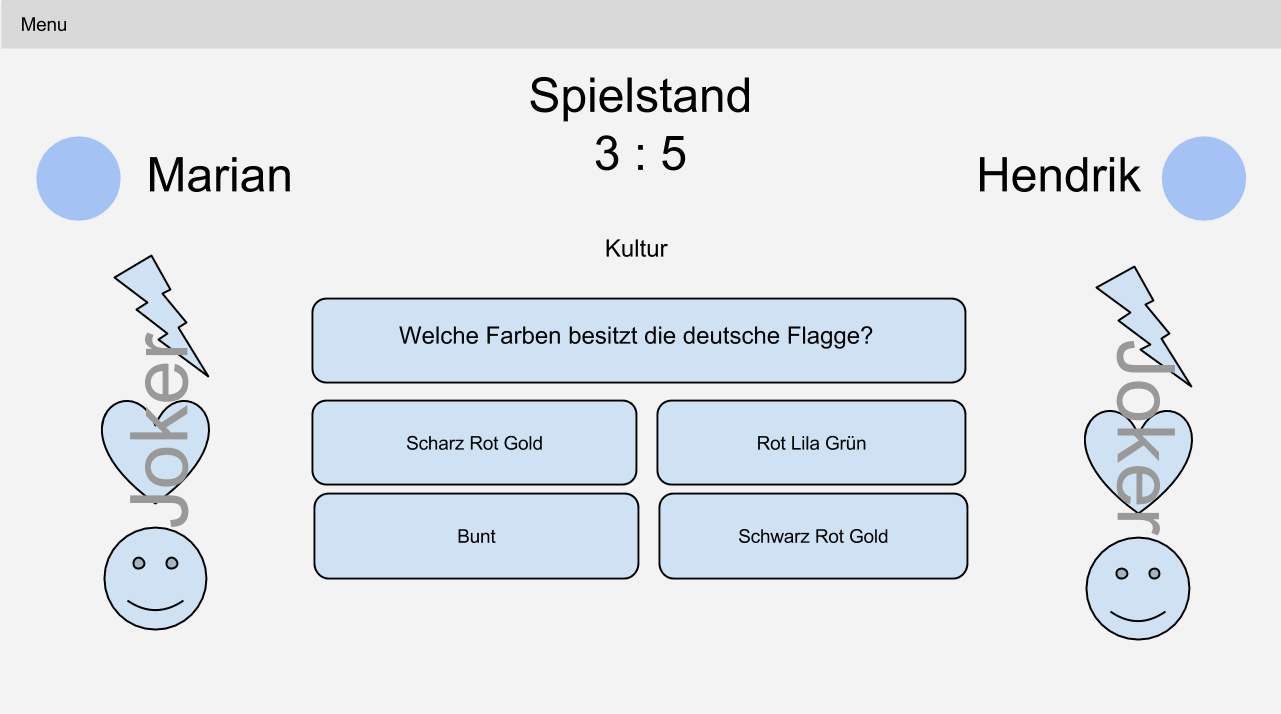 Menu
Spielstand
3 : 5
Marian
Hendrik
Kultur
Welche Farben besitzt die deutsche Flagge?
Joker
Joker
Scharz Rot Gold
Rot Lila Grün
Bunt
Schwarz Rot Gold